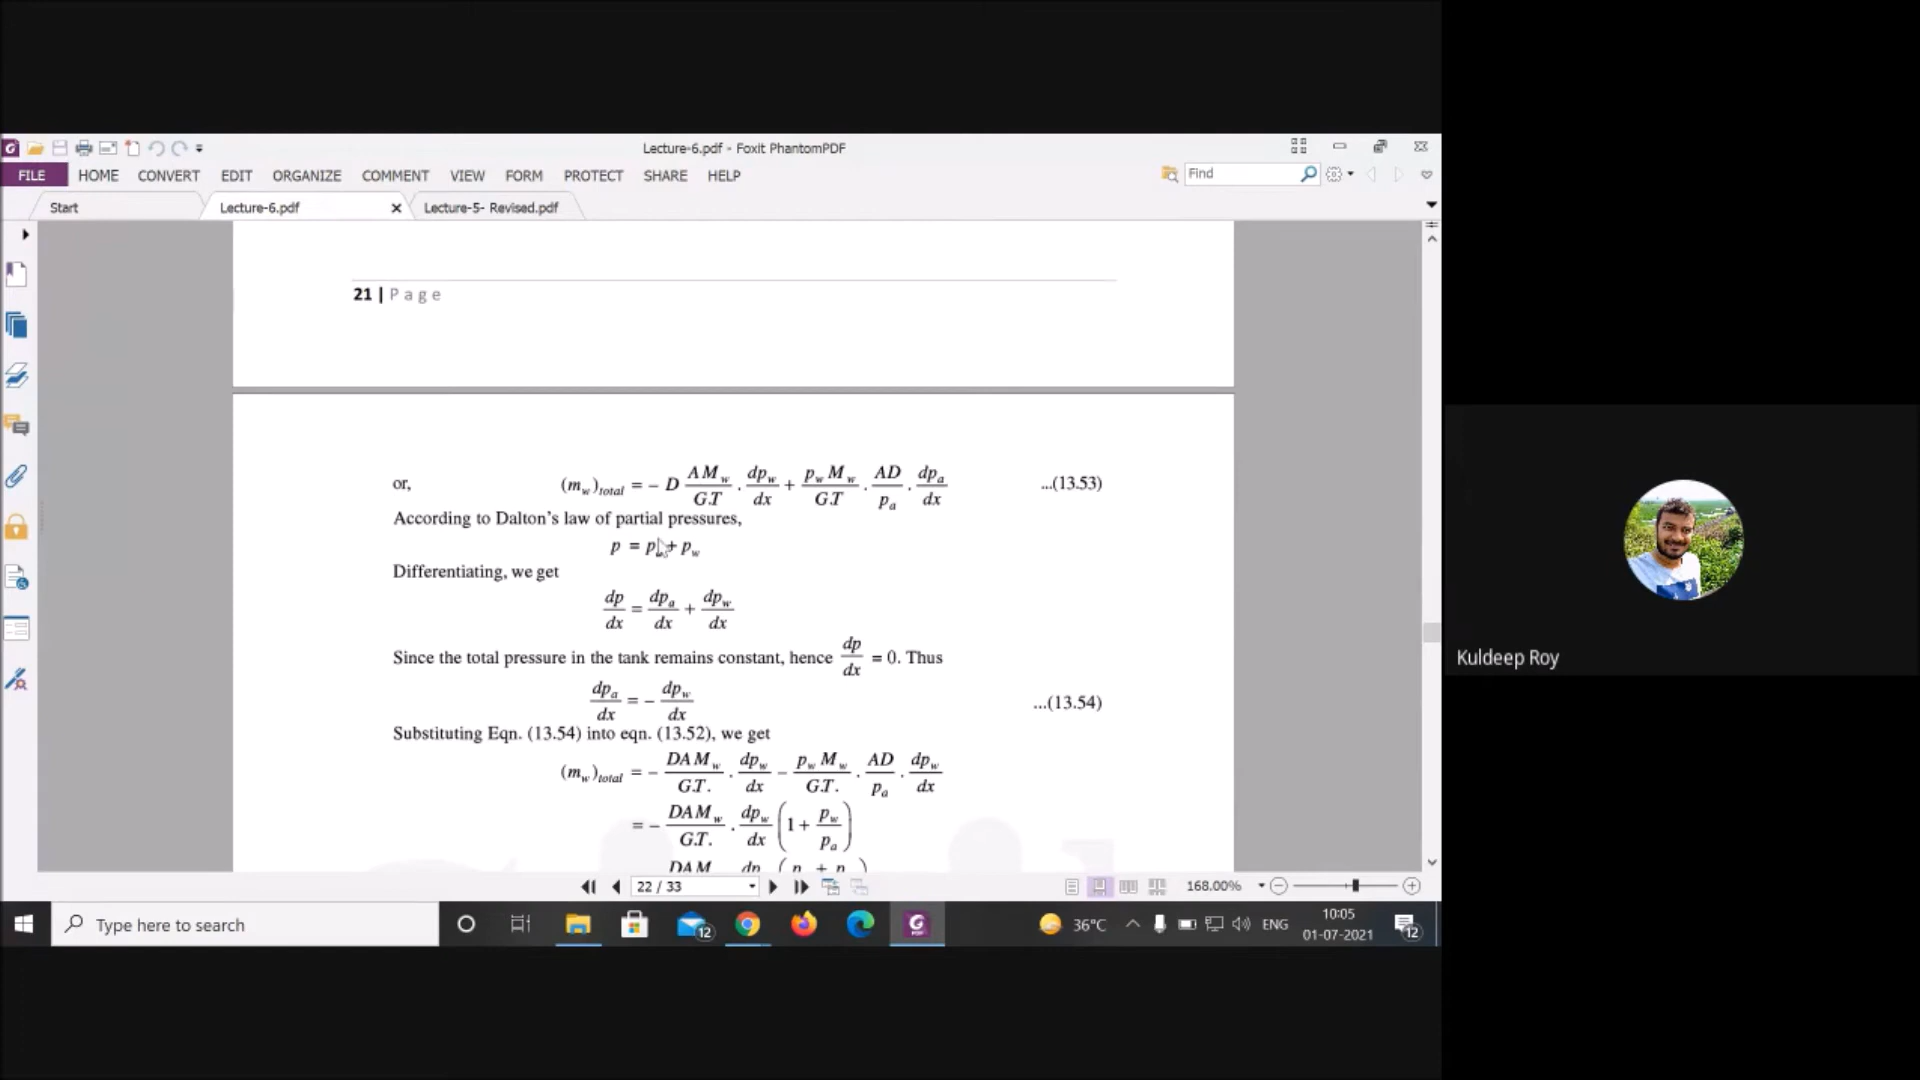 Lecture-6.pdf - Foxit PhantomPDF
FILE HOME CONVERT EDIT ORGANIZE COMMENT VIEW FORM PROTECT SHARE HELP
Find
Start Lecture-6.pdf Lecture-5- Revised.pdf
21 | Page
or, (m_w)_total = − D AM_w/G.T . dp_w/dx + p_w M_w/G.T . AD/p_a . dp_a/dx ...(13.53)
According to Dalton's law of partial pressures,
p = p + p_w
Differentiating, we get
dp/dx = dp_a/dx + dp_w/dx
Since the total pressure in the tank remains constant, hence dp/dx = 0. Thus
dp_a/dx = − dp_w/dx ...(13.54)
Substituting Eqn. (13.54) into eqn. (13.52), we get
(m_w)_total = − DAM_w/G.T. . dp_w/dx − p_w M_w/G.T. . AD/p_a . dp_w/dx
= − DAM_w/G.T. . dp_w/dx (1 + p_w/p_a)
Kuldeep Roy
22 / 33
168.00%
Type here to search
12
36°C
ENG
10:05
01-07-2021
12